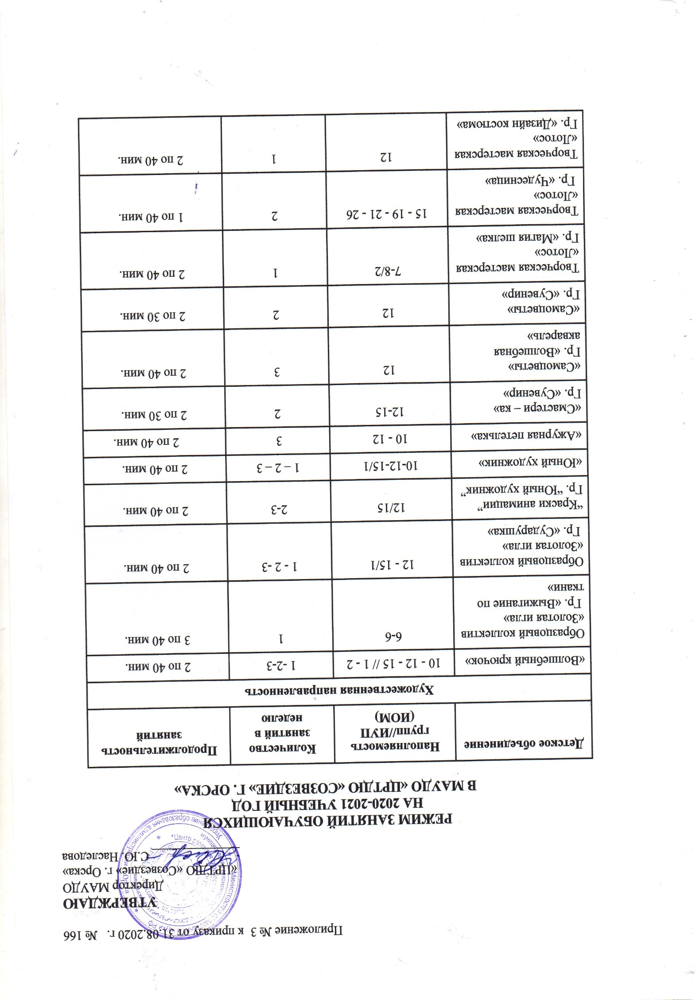 Приложение № 3 к приказу от 31.08.2020 г. № 166
УТВЕРЖДАЮ
Директор МАУДО
«ЦРТДЮ «Созвездие» г. Орска»
С.Ю. Наследова
РЕЖИМ ЗАНЯТИЙ ОБУЧАЮЩИХСЯ
НА 2020-2021 УЧЕБНЫЙ ГОД
В МАУДО «ЦРТДЮ «СОЗВЕЗДИЕ» Г. ОРСКА»
Детское объединение
Наполняемость
групп//ИУП
(ИОМ)
Количество
занятий в
неделю
Продолжительность
занятий
Художественная направленность
«Волшебный крючок»
10 - 12 - 15 // 1 - 2
1 -2-3
2 по 40 мин.
Образцовый коллектив
«Золотая игла»
Гр. «Выжигание по
ткани»
6-6
1
3 по 40 мин.
Образцовый коллектив
«Золотая игла»
Гр. «Сударушка»
12 - 15/1
1 - 2 -3
2 по 40 мин.
“Краски анимации”
Гр. “Юный художник”
12/15
2-3
2 по 40 мин.
«Юный художник»
10-12-15/1
1 – 2 – 3
2 по 40 мин.
«Ажурная петелька»
10 - 12
3
2 по 40 мин.
«Смастери – ка»
Гр. «Сувенир»
12-15
2
2 по 30 мин.
«Самоцветы»
Гр. «Волшебная
акварель»
12
3
2 по 40 мин.
«Самоцветы»
Гр. «Сувенир»
12
2
2 по 30 мин.
Творческая мастерская
«Лотос»
Гр. «Магия шелка»
7-8/2
1
2 по 40 мин.
Творческая мастерская
«Лотос»
Гр. «Чудесница»
15 - 19 - 21 - 26
2
1 по 40 мин.
Творческая мастерская
«Лотос»
Гр. «Дизайн костюма»
12
1
2 по 40 мин.